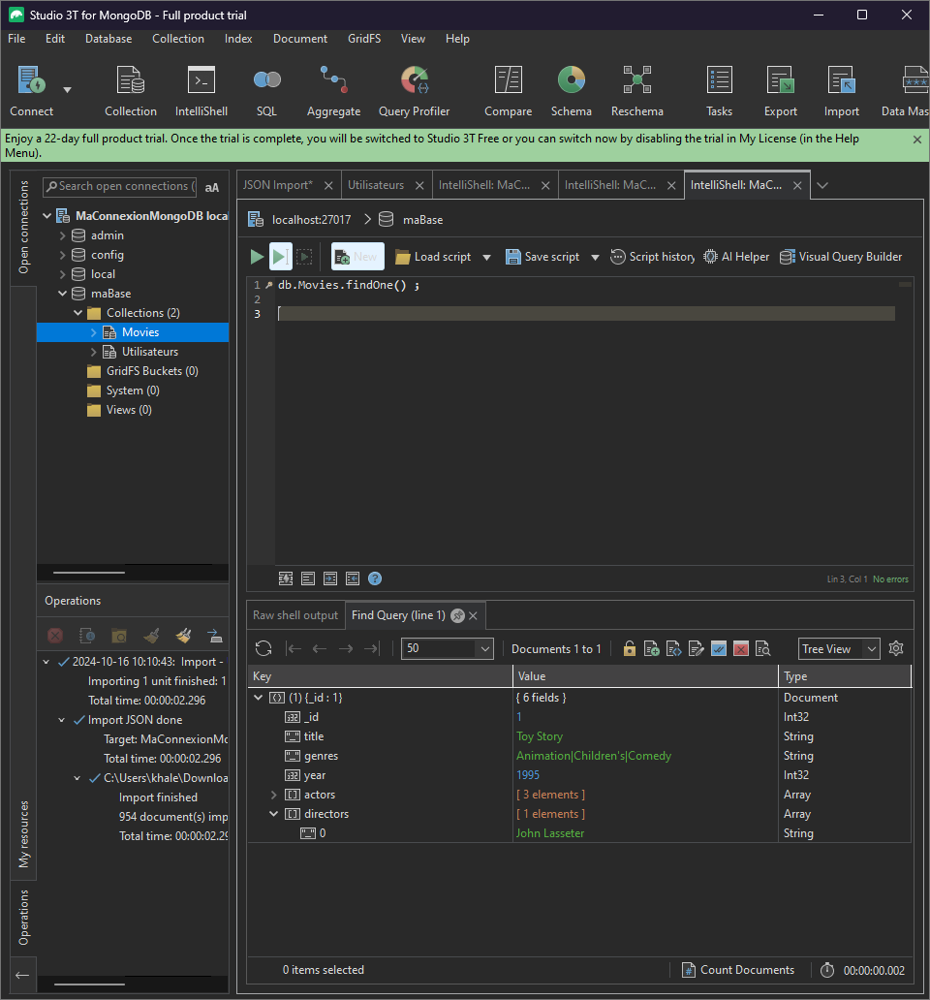 Studio 3T for MongoDB - Full product trial
File Edit Database Collection Index Document GridFS View Help
Connect Collection IntelliShell SQL Aggregate Query Profiler Compare Schema Reschema Tasks Export Import Data Mas
Enjoy a 22-day full product trial. Once the trial is complete, you will be switched to Studio 3T Free or you can switch now by disabling the trial in My License (in the Help
Menu).
Open connections
My resources
Operations
Search open connections ( aA
MaConnexionMongoDB loca
admin
config
local
maBase
Collections (2)
Movies
Utilisateurs
GridFS Buckets (0)
System (0)
Views (0)
Operations
2024-10-16 10:10:43: Import -
Importing 1 unit finished: 1
Total time: 00:00:02.296
Import JSON done
Target: MaConnexionMo
Total time: 00:00:02.296
C:\Users\khale\Downloa
Import finished
954 document(s) imp
Total time: 00:00:02.29
JSON Import* Utilisateurs IntelliShell: MaC... IntelliShell: MaC... IntelliShell: MaC...
localhost:27017 maBase
New Load script Save script Script history AI Helper Visual Query Builder
1 db.Movies.findOne() ;
2
3
Lin 3, Col 1 No errors
Raw shell output Find Query (line 1)
50 Documents 1 to 1 Tree View
Key Value Type
(1) {_id : 1} { 6 fields } Document
_id 1 Int32
title Toy Story String
genres Animation|Children's|Comedy String
year 1995 Int32
actors [ 3 elements ] Array
directors [ 1 elements ] Array
0 John Lasseter String
0 items selected Count Documents 00:00:00.002